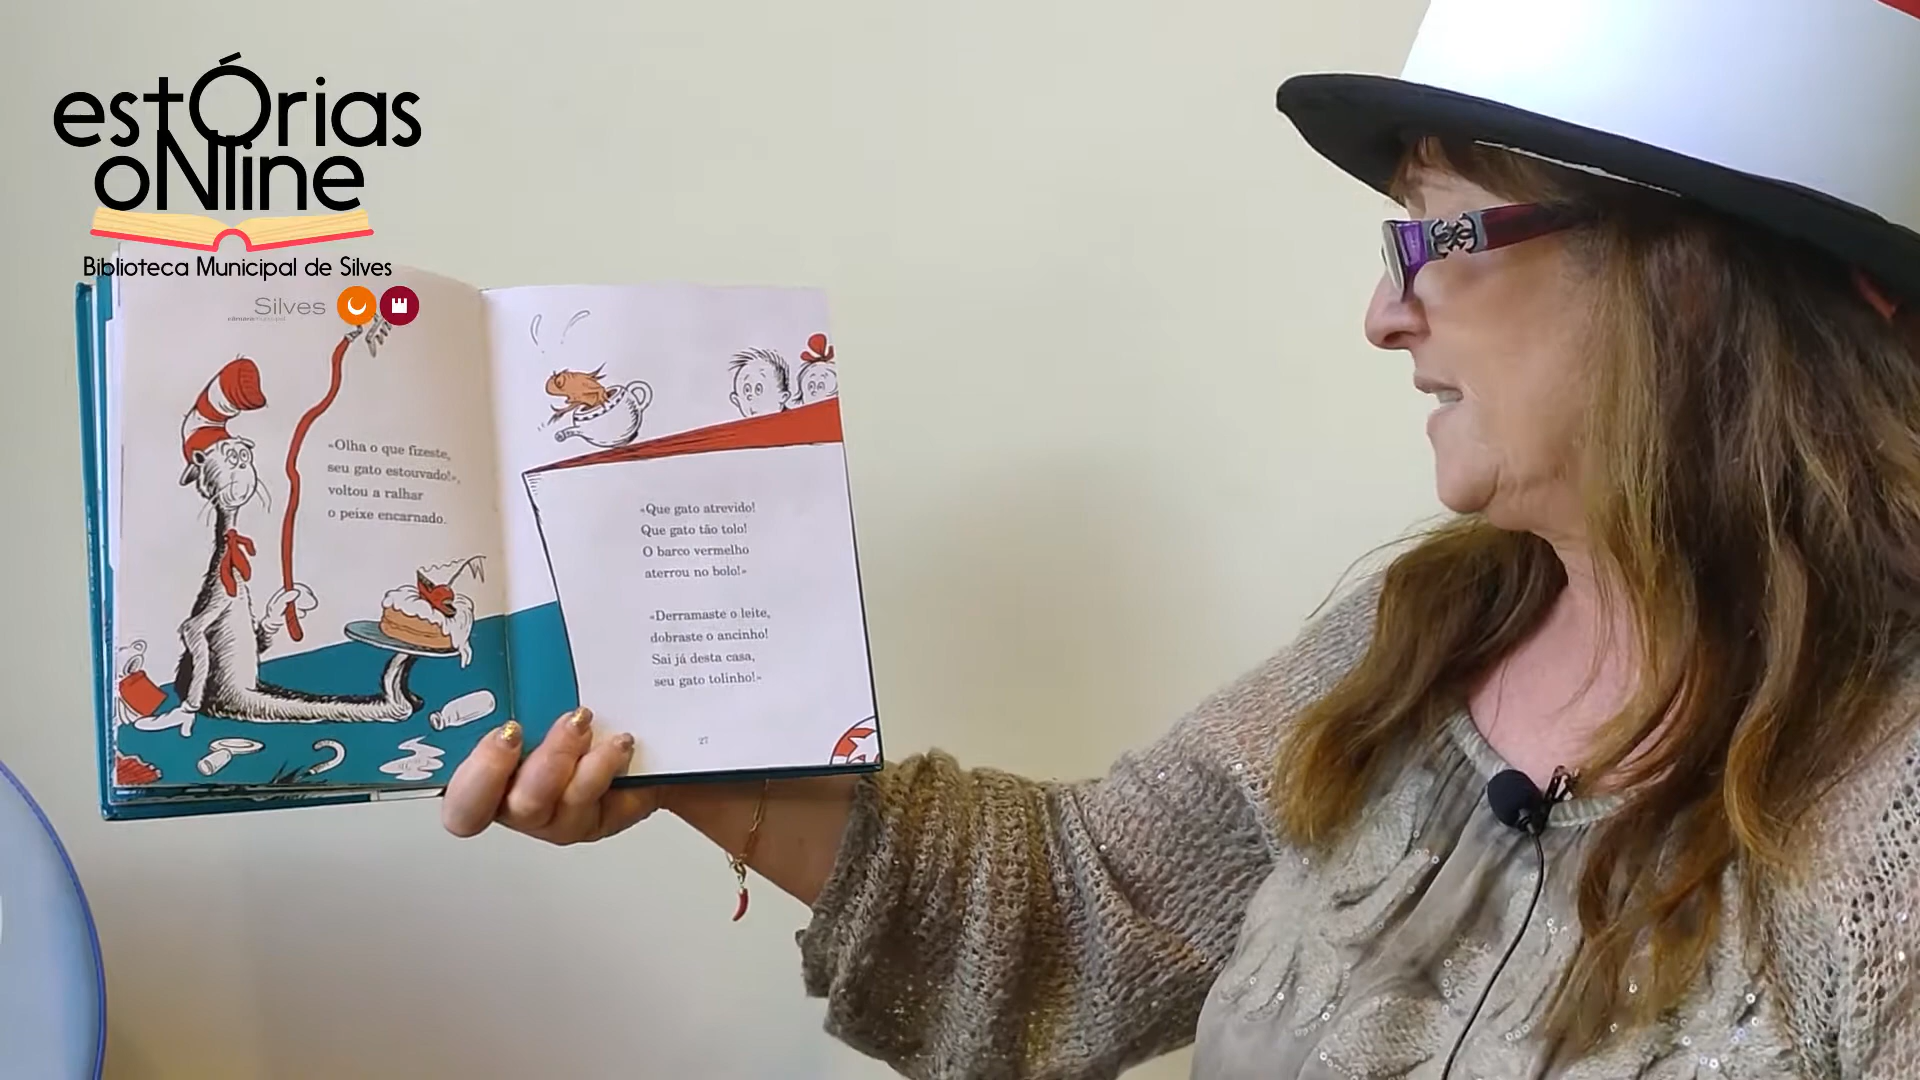 estÓrias
oNline
Biblioteca Municipal de Silves
Silves
câmara municipal
«Olha o que fizeste,
seu gato estouvado!»,
voltou a ralhar
o peixe encarnado.
«Que gato atrevido!
Que gato tão tolo!
O barco vermelho
aterrou no bolo!»
«Derramaste o leite,
dobraste o ancinho!
Sai já desta casa,
seu gato tolinho!»
27